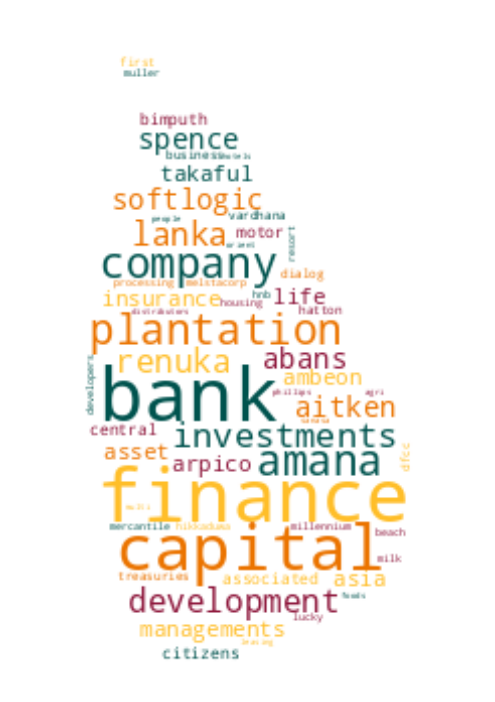 first
muller
bimputh
spence
business hotels
takaful
softlogic
people vardhana
lanka motor
orient resort
company
dialog
processing melstacorp
insurance housing hnb life
distributors hatton
plantation
renuka abans
developers ambeon
bank phillips agri
aitken
central investments
asset arpico amana dfcc
finance
mercantile hikkaduwa millennium beach
capital milk
treasuries associated asia
development foods
lucky
managements
citizens